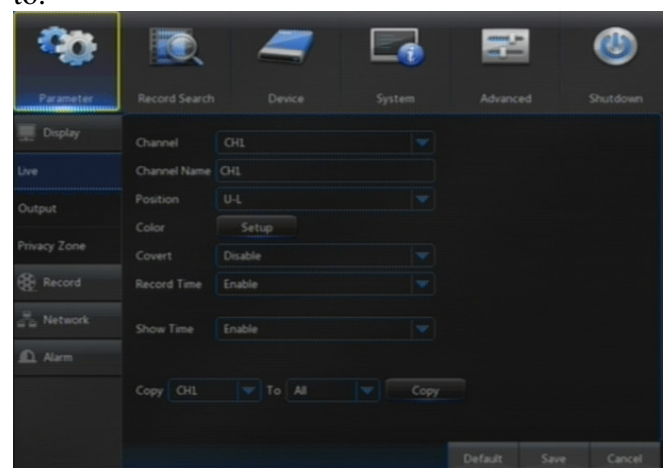 to:
Parameter Record Search Device System Advanced Shutdown
Display
Live
Output
Privacy Zone
Record
Network
Alarm
Channel CH1
Channel Name CH1
Position U-L
Color Setup
Covert Disable
Record Time Enable
Show Time Enable
Copy CH1 To All Copy
Default Save Cancel